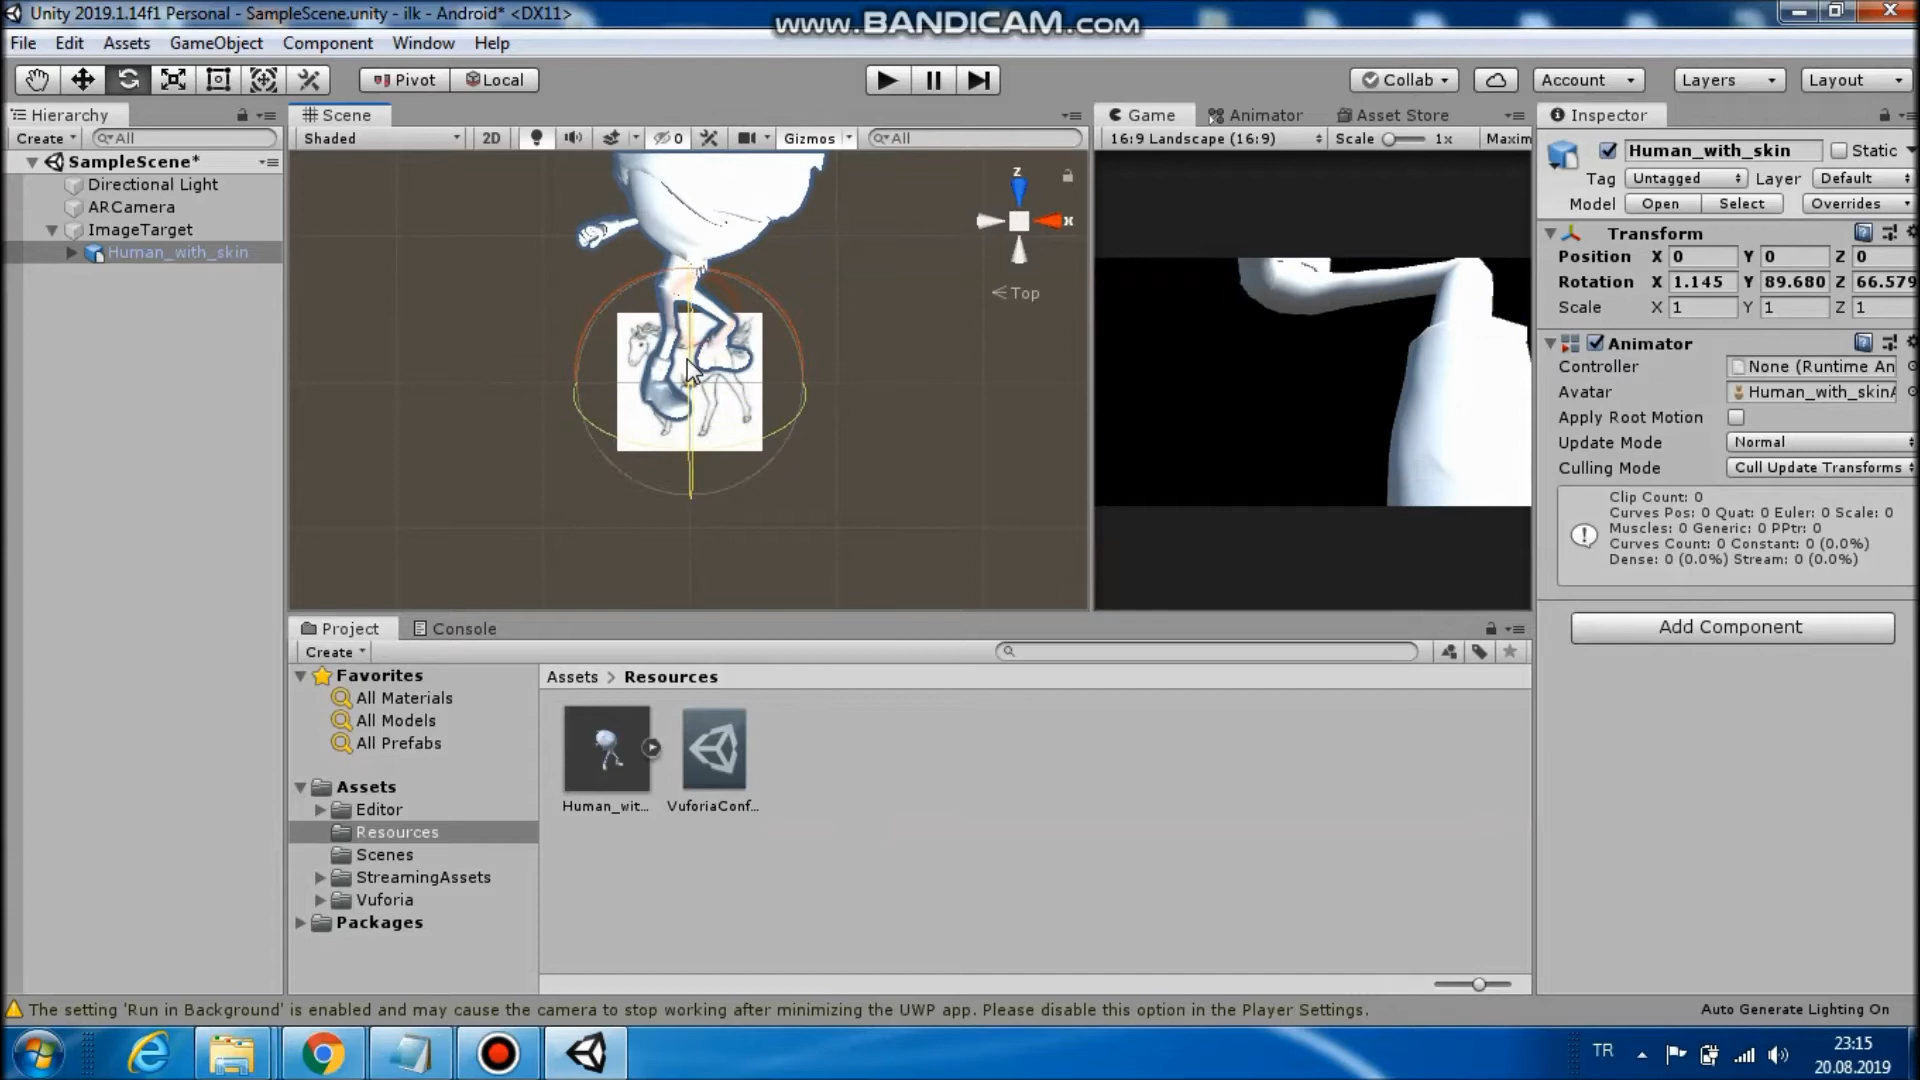 Unity 2019.1.14f1 Personal - SampleScene.unity - ilk - Android* <DX11>
www.BANDICAM.com
File Edit Assets GameObject Component Window Help
Pivot Local Collab Account Layers Layout
Hierarchy Scene Game Animator Asset Store Inspector
Create All Shaded 2D 0 Gizmos All 16:9 Landscape (16:9) Scale 1x Maxim
SampleScene*
Directional Light
ARCamera
ImageTarget
Human_with_skin
z
x
Top
Human_with_skin Static
Tag Untagged Layer Default
Model Open Select Overrides
Transform
Position X 0 Y 0 Z 0
Rotation X 1.145 Y 89.680 Z 66.579
Scale X 1 Y 1 Z 1
Animator
Controller None (Runtime An
Avatar Human_with_skinA
Apply Root Motion
Update Mode Normal
Culling Mode Cull Update Transforms
Clip Count: 0
Curves Pos: 0 Quat: 0 Euler: 0 Scale: 0
Muscles: 0 Generic: 0 PPtr: 0
Curves Count: 0 Constant: 0 (0.0%)
Dense: 0 (0.0%) Stream: 0 (0.0%)
Add Component
Project Console
Create
Favorites
All Materials
All Models
All Prefabs
Assets
Editor
Resources
Scenes
StreamingAssets
Vuforia
Packages
Assets > Resources
Human_wit... VuforiaConf...
The setting 'Run in Background' is enabled and may cause the camera to stop working after minimizing the UWP app. Please disable this option in the Player Settings.
Auto Generate Lighting On
TR
23:15
20.08.2019